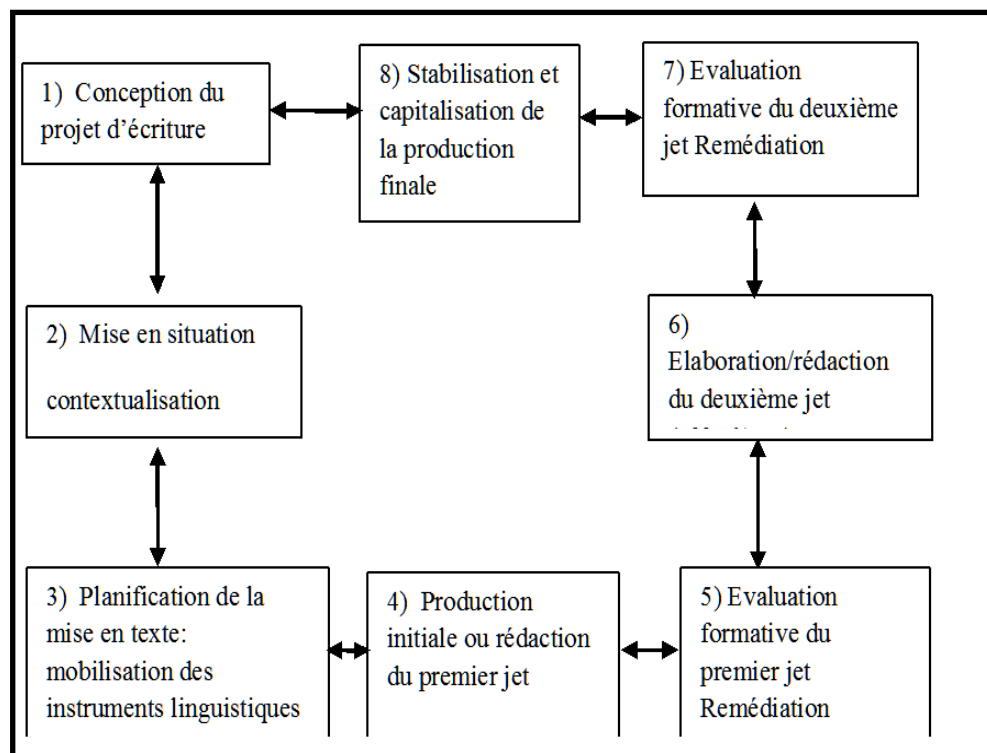 1) Conception du
projet d'écriture
2) Mise en situation
contextualisation
3) Planification de la
mise en texte:
mobilisation des
instruments linguistiques
4) Production
initiale ou rédaction
du premier jet
5) Evaluation
formative du
premier jet
Remédiation
6)
Elaboration/rédaction
du deuxième jet
7) Evaluation
formative du deuxième
jet Remédiation
8) Stabilisation et
capitalisation de
la production
finale